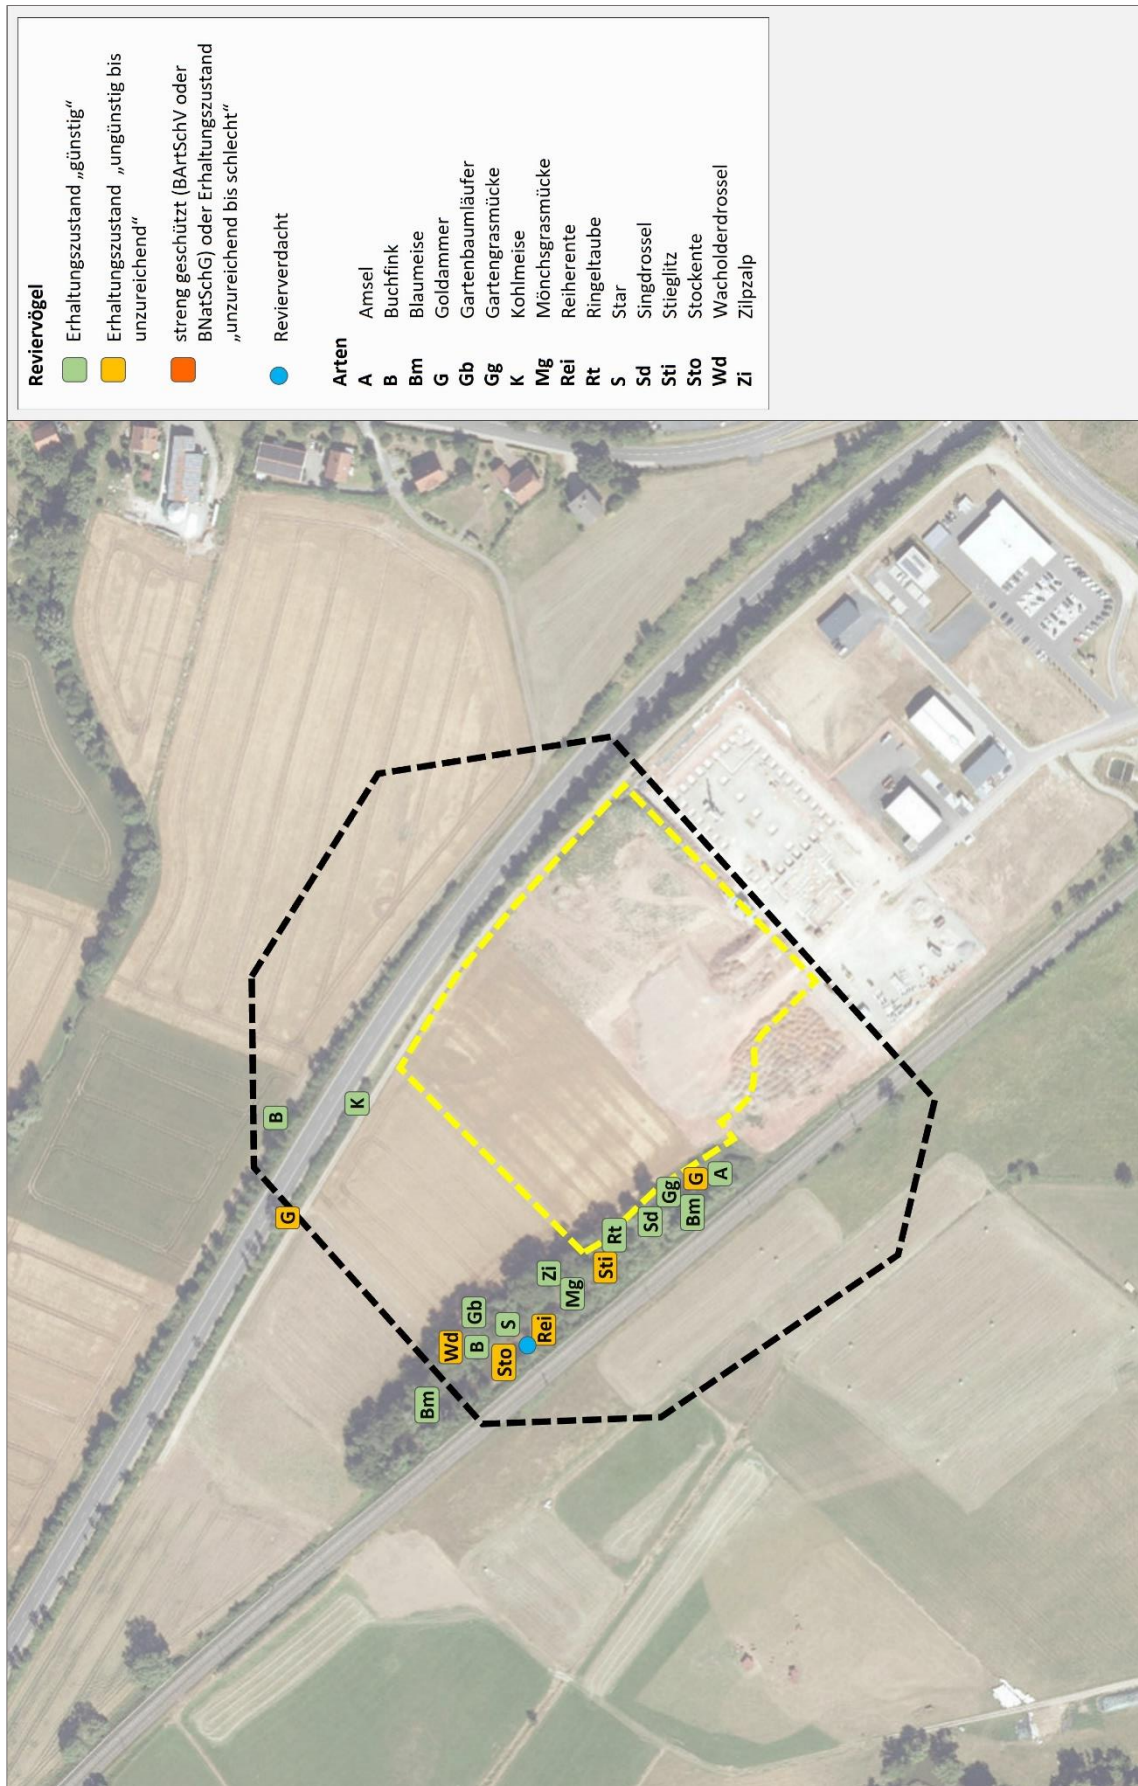 Reviervögel
Erhaltungszustand „günstig“
Erhaltungszustand „ungünstig bis
unzureichend“
streng geschützt (BArtSchV oder
BNatSchG) oder Erhaltungszustand
„unzureichend bis schlecht“
Revierverdacht
Arten
A Amsel
B Buchfink
Bm Blaumeise
G Goldammer
Gb Gartenbaumläufer
Gg Gartengrasmücke
K Kohlmeise
Mg Mönchsgrasmücke
Rei Reiherente
Rt Ringeltaube
S Star
Sd Singdrossel
Sti Stieglitz
Sto Stockente
Wd Wacholderdrossel
Zi Zilpzalp
B
K
G
Bm
Wd
B
Gb
Sto
S
Rei
Zi
Mg
Sti
Rt
Sd
Gg
Bm
G
A